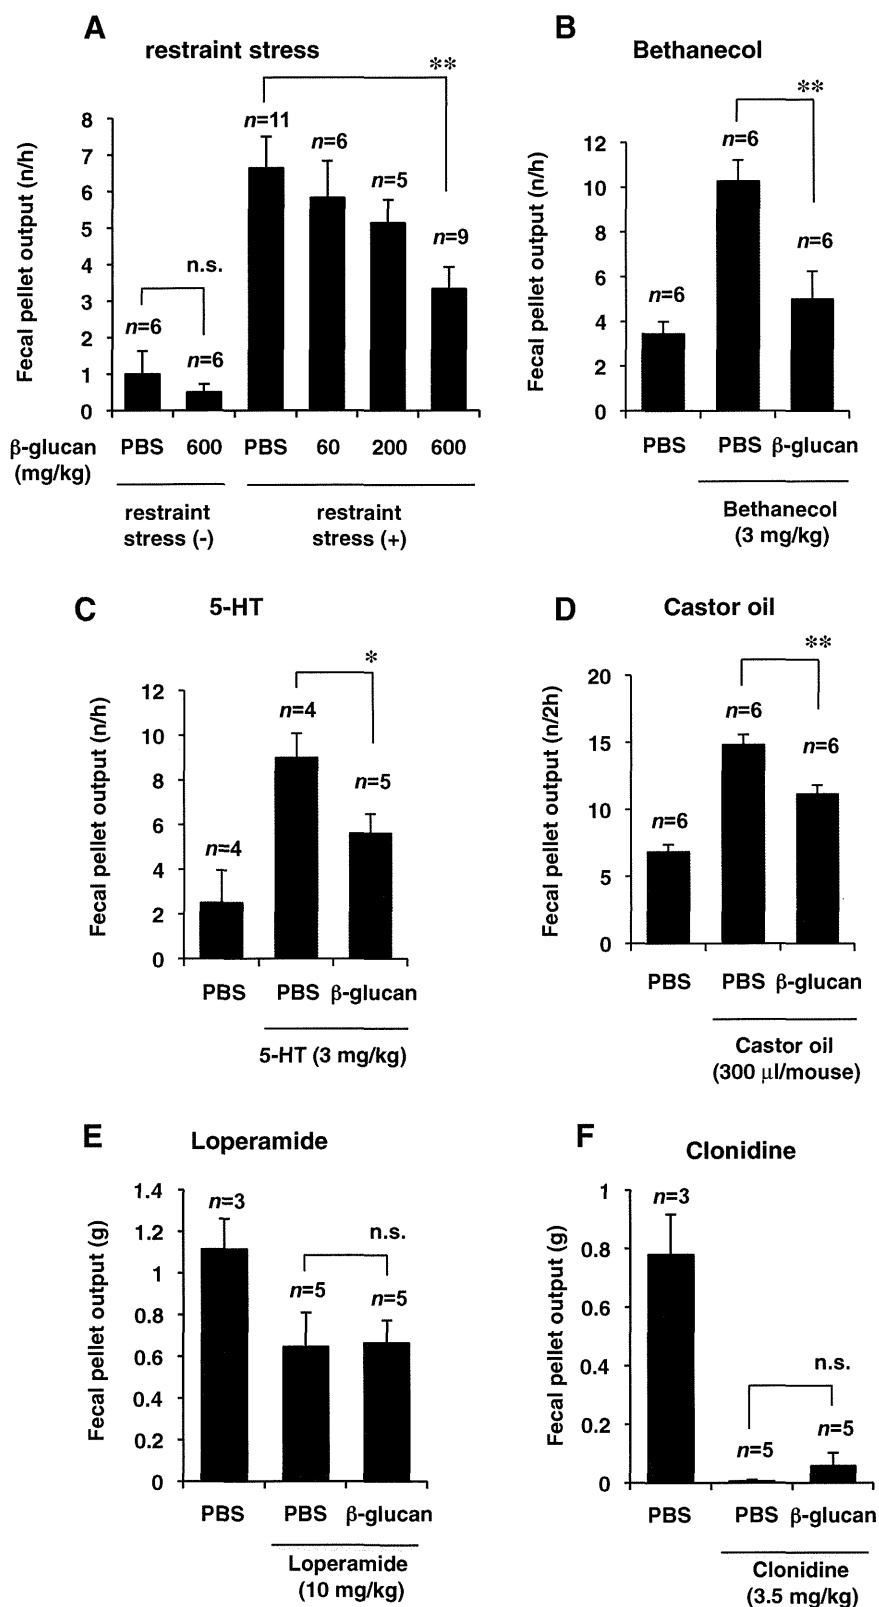 A
restraint stress
**
Fecal pellet output (n/h)
8
7
6
5
4
3
2
1
0
n=6
n=6
n.s.
n=11
n=6
n=5
n=9
β-glucan
(mg/kg)
PBS 600 PBS 60 200 600
restraint
stress (-)
restraint
stress (+)
B
Bethanecol
**
Fecal pellet output (n/h)
12
10
8
6
4
2
0
n=6
n=6
n=6
PBS PBS β-glucan
Bethanecol
(3 mg/kg)
C
5-HT
*
Fecal pellet output (n/h)
12
10
8
6
4
2
0
n=4
n=4
n=5
PBS PBS β-glucan
5-HT (3 mg/kg)
D
Castor oil
**
Fecal pellet output (n/2h)
20
15
10
5
0
n=6
n=6
n=6
PBS PBS β-glucan
Castor oil
(300 µl/mouse)
E
Loperamide
Fecal pellet output (g)
1.4
1.2
1
0.8
0.6
0.4
0.2
0
n=3
n.s.
n=5
n=5
PBS PBS β-glucan
Loperamide
(10 mg/kg)
F
Clonidine
Fecal pellet output (g)
1
0.8
0.6
0.4
0.2
0
n=3
n.s.
n=5
n=5
PBS PBS β-glucan
Clonidine
(3.5 mg/kg)